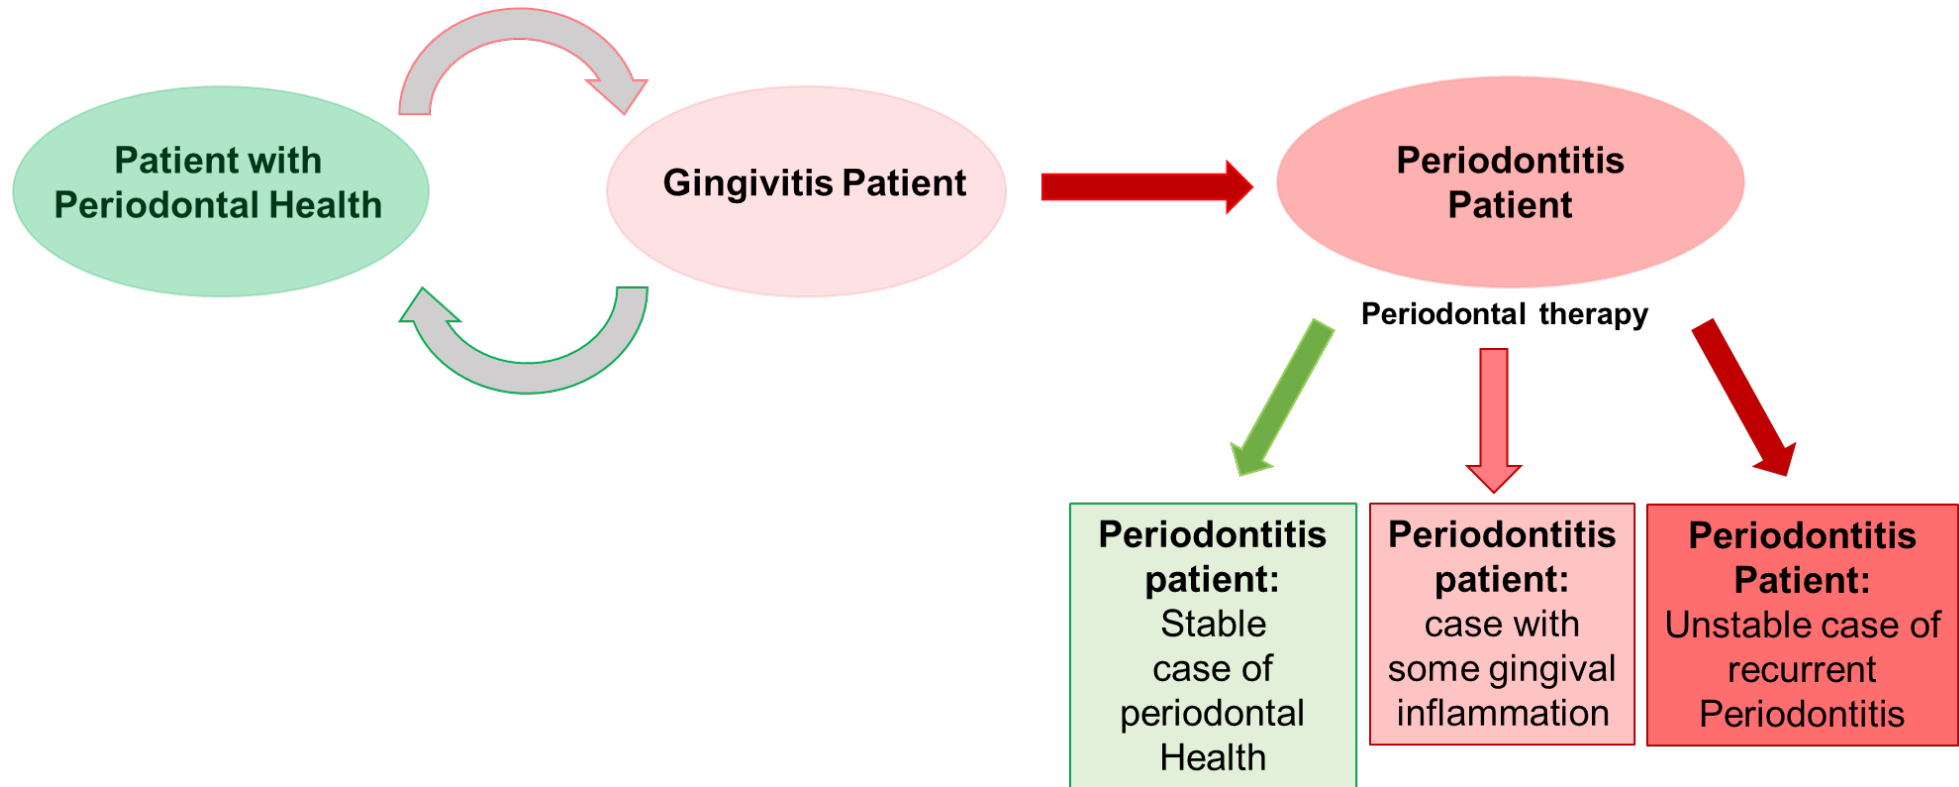 Patient with
Periodontal Health
Gingivitis Patient
Periodontitis
Patient
Periodontal therapy
Periodontitis
patient:
Stable
case of
periodontal
Health
Periodontitis
patient:
case with
some gingival
inflammation
Periodontitis
Patient:
Unstable case of
recurrent
Periodontitis